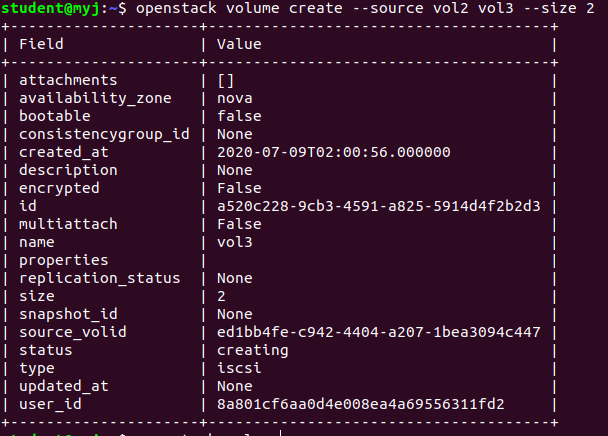 student@myj:~$ openstack volume create --source vol2 vol3 --size 2
+---------------------+--------------------------------------+
| Field               | Value                                |
+---------------------+--------------------------------------+
| attachments         | []                                   |
| availability_zone   | nova                                 |
| bootable            | false                                |
| consistencygroup_id | None                                 |
| created_at          | 2020-07-09T02:00:56.000000           |
| description         | None                                 |
| encrypted           | False                                |
| id                  | a520c228-9cb3-4591-a825-5914d4f2b2d3 |
| multiattach         | False                                |
| name                | vol3                                 |
| properties          |                                      |
| replication_status  | None                                 |
| size                | 2                                    |
| snapshot_id         | None                                 |
| source_volid        | ed1bb4fe-c942-4404-a207-1bea3094c447 |
| status              | creating                             |
| type                | iscsi                                |
| updated_at          | None                                 |
| user_id             | 8a801cf6aa0d4e008ea4a69556311fd2     |
+---------------------+--------------------------------------+